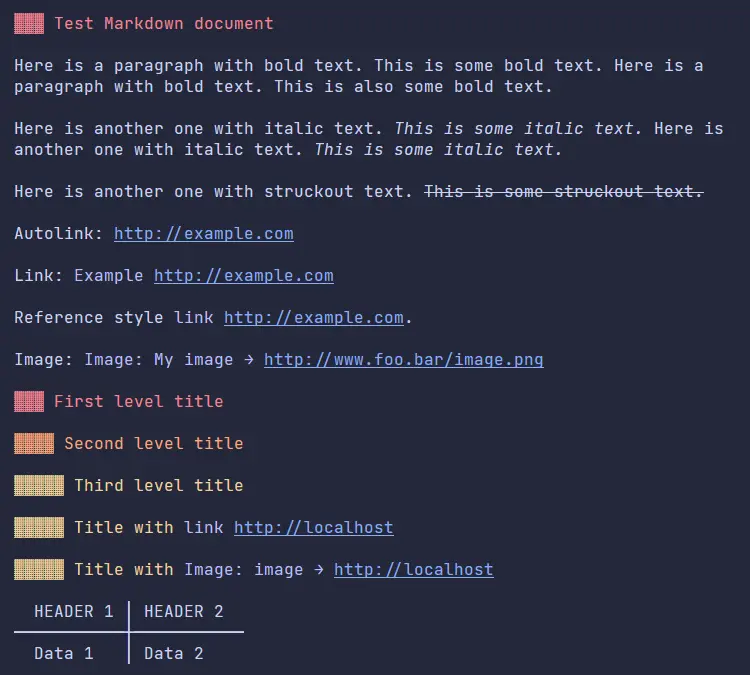 ▓▓▓ Test Markdown document
Here is a paragraph with bold text. This is some bold text. Here is a
paragraph with bold text. This is also some bold text.
Here is another one with italic text. This is some italic text. Here is
another one with italic text. This is some italic text.
Here is another one with struckout text. This is some struckout text.
Autolink: http://example.com
Link: Example http://example.com
Reference style link http://example.com.
Image: Image: My image → http://www.foo.bar/image.png
▓▓▓ First level title
▓▓▓▓ Second level title
▓▓▓▓▓ Third level title
▓▓▓▓▓ Title with link http://localhost
▓▓▓▓▓ Title with Image: image → http://localhost
HEADER 1 │ HEADER 2
Data 1 │ Data 2